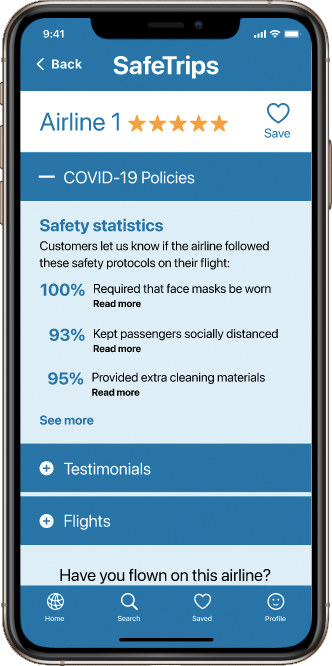 9:41
Back
SafeTrips
Airline 1
Save
COVID-19 Policies
Safety statistics
Customers let us know if the airline followed
these safety protocols on their flight:
100% Required that face masks be worn
Read more
93% Kept passengers socially distanced
Read more
95% Provided extra cleaning materials
Read more
See more
Testimonials
Flights
Have you flown on this airline?
Home Search Saved Profile